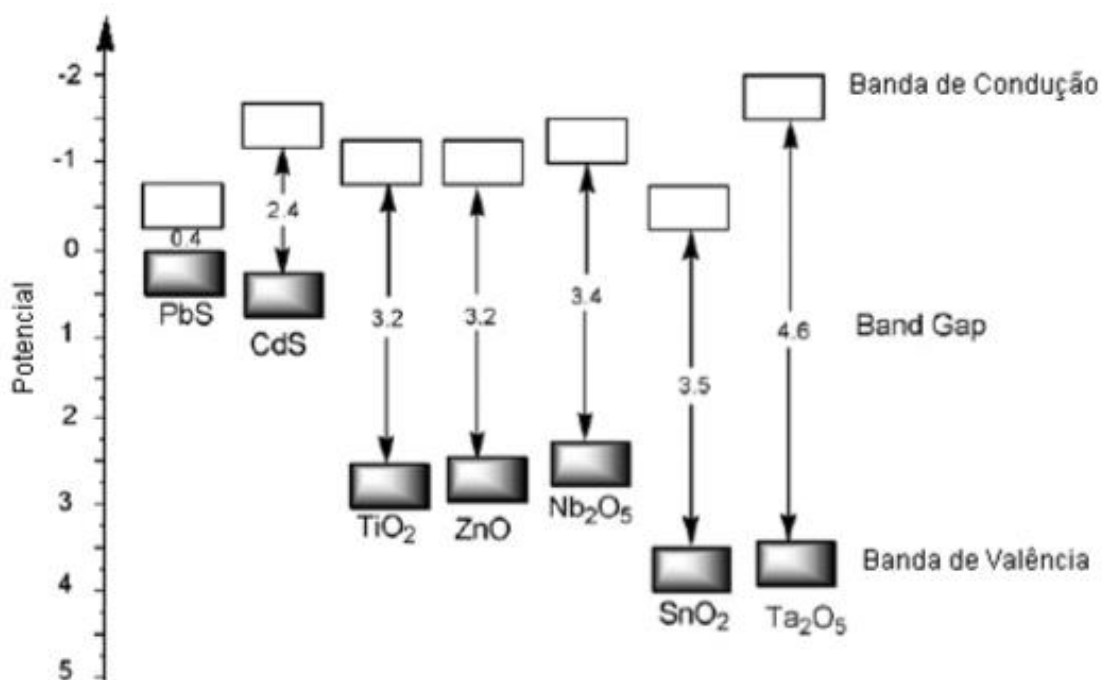 Potencial
-2
-1
0
1
2
3
4
5
Banda de Condução
Band Gap
Banda de Valência
0.4
PbS
2.4
CdS
3.2
TiO₂
3.2
ZnO
3.4
Nb₂O₅
3.5
SnO₂
4.6
Ta₂O₅